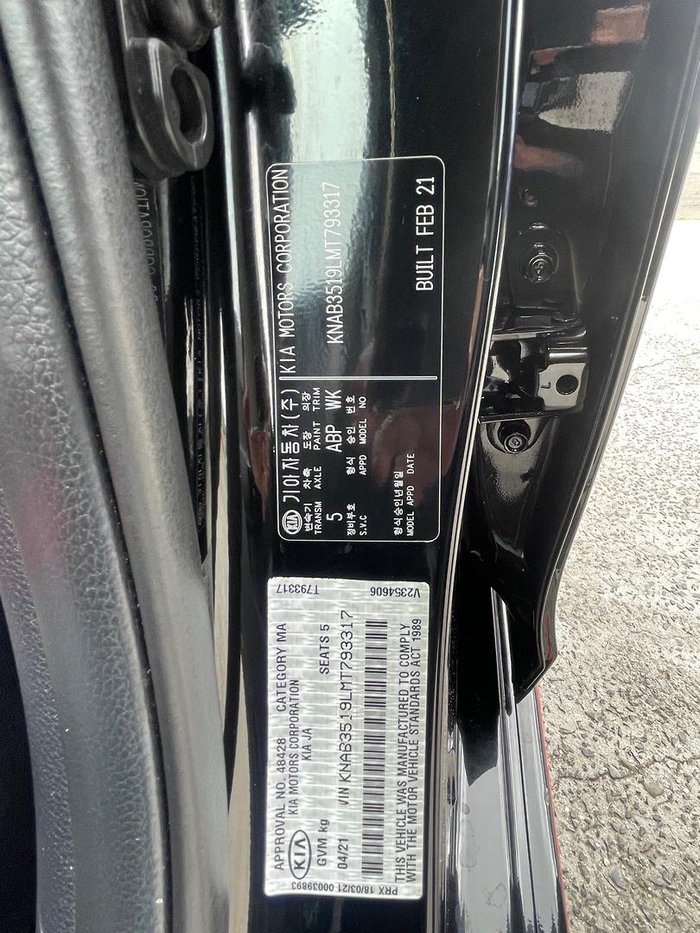 KIA 기아자동차(주) KIA MOTORS CORPORATION
변속기 차축 도장 외장
TRANSM AXLE PAINT TRIM
5 ABP WK
KNAB3519LMT793317
장비부호 형식 승인 번호
S.V.C APPD MODEL NO
형식승인년월일
MODEL APPD DATE
BUILT FEB 21
T793317
APPROVAL NO. 48428 CATEGORY MA
KIA MOTORS CORPORATION
KIA JA
KIA
GVM kg SEATS 5
04/21 VIN KNAB3519LMT793317
THIS VEHICLE WAS MANUFACTURED TO COMPLY
WITH THE MOTOR VEHICLE STANDARDS ACT 1989
V2354606
PRX 18/03/21 00039893
L